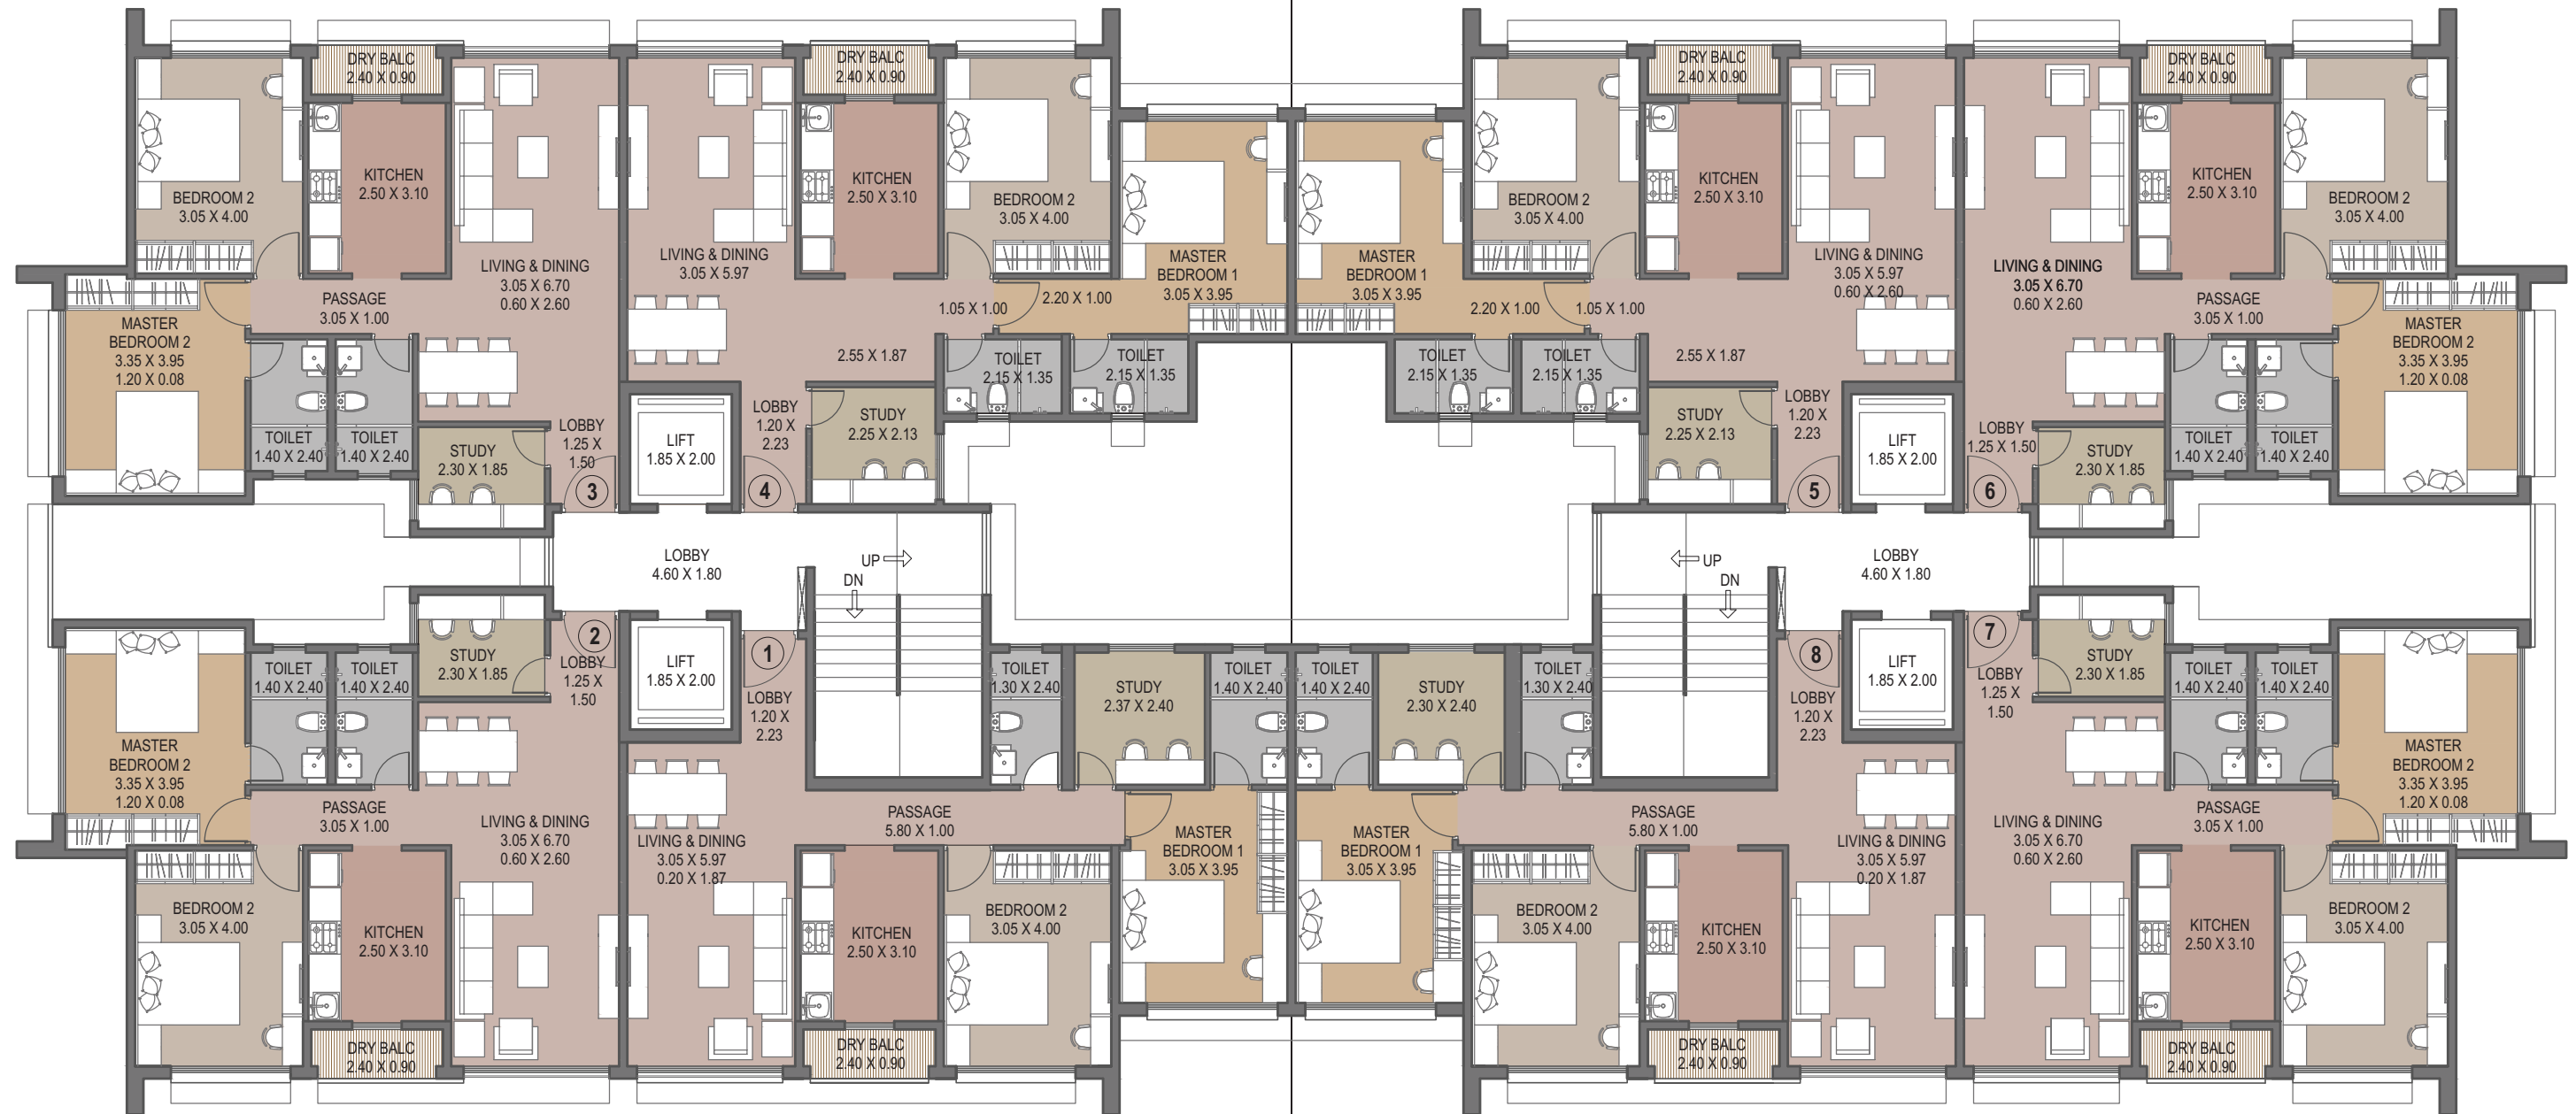 DRY BALC
2.40 X 0.90
BEDROOM 2
3.05 X 4.00
KITCHEN
2.50 X 3.10
LIVING & DINING
3.05 X 6.70
0.60 X 2.60
PASSAGE
3.05 X 1.00
MASTER
BEDROOM 2
3.35 X 3.95
1.20 X 0.08
TOILET
1.40 X 2.40
TOILET
1.40 X 2.40
STUDY
2.30 X 1.85
LOBBY
1.25 X
1.50
3
LIFT
1.85 X 2.00
DRY BALC
2.40 X 0.90
LIVING & DINING
3.05 X 5.97
KITCHEN
2.50 X 3.10
BEDROOM 2
3.05 X 4.00
MASTER
BEDROOM 1
3.05 X 3.95
1.05 X 1.00
2.20 X 1.00
2.55 X 1.87
TOILET
2.15 X 1.35
TOILET
2.15 X 1.35
LOBBY
1.20 X
2.23
STUDY
2.25 X 2.13
4
DRY BALC
2.40 X 0.90
MASTER
BEDROOM 1
3.05 X 3.95
BEDROOM 2
3.05 X 4.00
KITCHEN
2.50 X 3.10
LIVING & DINING
3.05 X 5.97
0.60 X 2.60
2.20 X 1.00
1.05 X 1.00
2.55 X 1.87
TOILET
2.15 X 1.35
TOILET
2.15 X 1.35
STUDY
2.25 X 2.13
LOBBY
1.20 X
2.23
5
LIFT
1.85 X 2.00
DRY BALC
2.40 X 0.90
LIVING & DINING
3.05 X 6.70
0.60 X 2.60
KITCHEN
2.50 X 3.10
BEDROOM 2
3.05 X 4.00
PASSAGE
3.05 X 1.00
MASTER
BEDROOM 2
3.35 X 3.95
1.20 X 0.08
LOBBY
1.25 X 1.50
STUDY
2.30 X 1.85
TOILET
1.40 X 2.40
TOILET
1.40 X 2.40
6
LOBBY
4.60 X 1.80
UP
DN
UP
DN
LOBBY
4.60 X 1.80
2
LOBBY
1.25 X
1.50
STUDY
2.30 X 1.85
TOILET
1.40 X 2.40
TOILET
1.40 X 2.40
MASTER
BEDROOM 2
3.35 X 3.95
1.20 X 0.08
PASSAGE
3.05 X 1.00
LIVING & DINING
3.05 X 6.70
0.60 X 2.60
BEDROOM 2
3.05 X 4.00
KITCHEN
2.50 X 3.10
DRY BALC
2.40 X 0.90
LIFT
1.85 X 2.00
1
LOBBY
1.20 X
2.23
TOILET
1.30 X 2.40
STUDY
2.37 X 2.40
TOILET
1.40 X 2.40
PASSAGE
5.80 X 1.00
LIVING & DINING
3.05 X 5.97
0.20 X 1.87
MASTER
BEDROOM 1
3.05 X 3.95
KITCHEN
2.50 X 3.10
BEDROOM 2
3.05 X 4.00
DRY BALC
2.40 X 0.90
TOILET
1.40 X 2.40
STUDY
2.30 X 2.40
TOILET
1.30 X 2.40
8
LOBBY
1.20 X
2.23
PASSAGE
5.80 X 1.00
MASTER
BEDROOM 1
3.05 X 3.95
LIVING & DINING
3.05 X 5.97
0.20 X 1.87
BEDROOM 2
3.05 X 4.00
KITCHEN
2.50 X 3.10
DRY BALC
2.40 X 0.90
LIFT
1.85 X 2.00
7
LOBBY
1.25 X
1.50
STUDY
2.30 X 1.85
TOILET
1.40 X 2.40
TOILET
1.40 X 2.40
MASTER
BEDROOM 2
3.35 X 3.95
1.20 X 0.08
PASSAGE
3.05 X 1.00
LIVING & DINING
3.05 X 6.70
0.60 X 2.60
KITCHEN
2.50 X 3.10
BEDROOM 2
3.05 X 4.00
DRY BALC
2.40 X 0.90